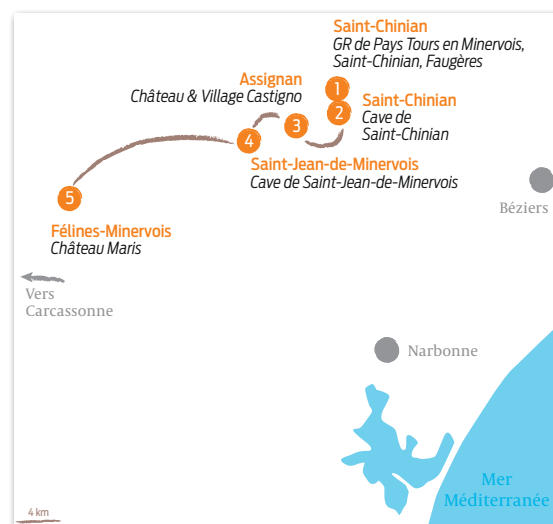 Saint-Chinian
GR de Pays Tours en Minervois,
Saint-Chinian, Faugères
1
Assignan
Château & Village Castigno
2
Saint-Chinian
Cave de
Saint-Chinian
3
4
Saint-Jean-de-Minervois
Cave de Saint-Jean-de-Minervois
5
Félines-Minervois
Château Maris
Béziers
Vers
Carcassonne
Narbonne
Mer
Méditerranée
4 km